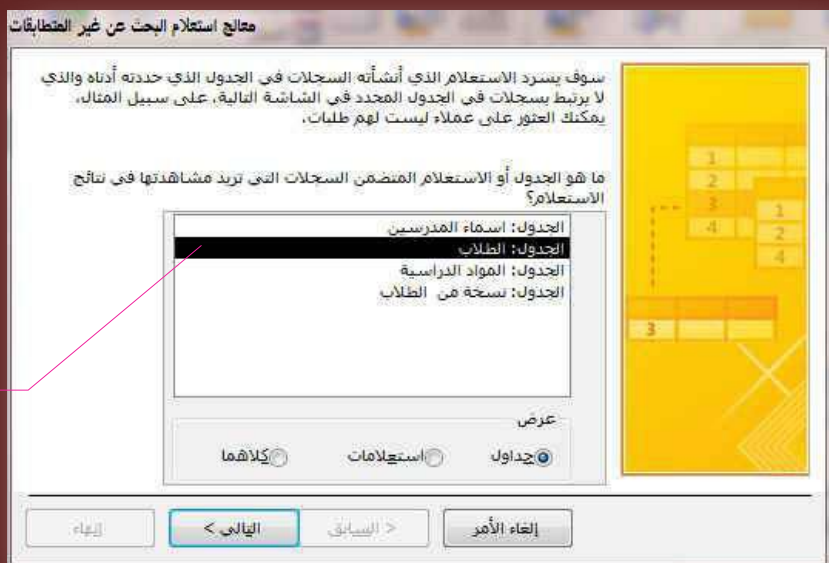 معالج استعلام البحث عن غير المتطابقات
سوف يسرد الاستعلام الذي أنشأته السجلات في الجدول الذي حددته أدناه والذي
لا يرتبط بسجلات في الجدول المحدد في الشاشة التالية، على سبيل المثال،
يمكنك العثور على عملاء ليست لهم طلبات.
ما هو الجدول أو الاستعلام المتضمن السجلات التي تريد مشاهدتها في نتائج
الاستعلام؟
الجدول: اسماء المدرسين
الجدول: الطلاب
الجدول: المواد الدراسية
الجدول: نسخة من الطلاب
عرض
جداول
استعلامات
كلاهما
إلغاء الأمر
< السابق
التالي >
إنهاء
1
2
3
4
1
2
4
3